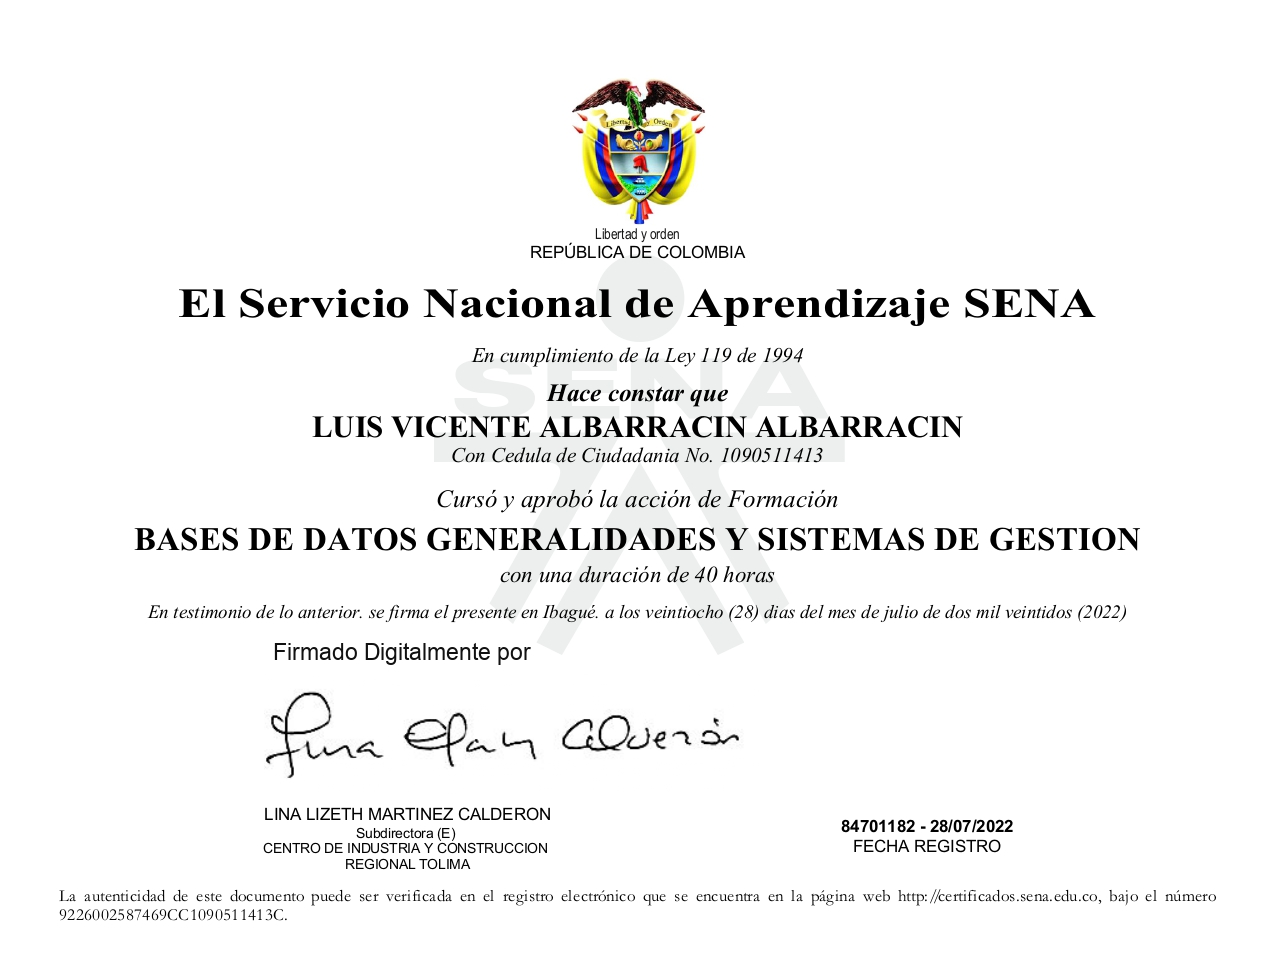 Libertad y Orden
Libertad y orden
REPÚBLICA DE COLOMBIA
El Servicio Nacional de Aprendizaje SENA
En cumplimiento de la Ley 119 de 1994
SENA
Hace constar que
LUIS VICENTE ALBARRACIN ALBARRACIN
Con Cedula de Ciudadania No. 1090511413
Cursó y aprobó la acción de Formación
BASES DE DATOS GENERALIDADES Y SISTEMAS DE GESTION
con una duración de 40 horas
En testimonio de lo anterior. se firma el presente en Ibagué. a los veintiocho (28) dias del mes de julio de dos mil veintidos (2022)
Firmado Digitalmente por
LINA LIZETH MARTINEZ CALDERON
Subdirectora (E)
CENTRO DE INDUSTRIA Y CONSTRUCCION
REGIONAL TOLIMA
84701182 - 28/07/2022
FECHA REGISTRO
La autenticidad de este documento puede ser verificada en el registro electrónico que se encuentra en la página web http://certificados.sena.edu.co, bajo el número
9226002587469CC1090511413C.